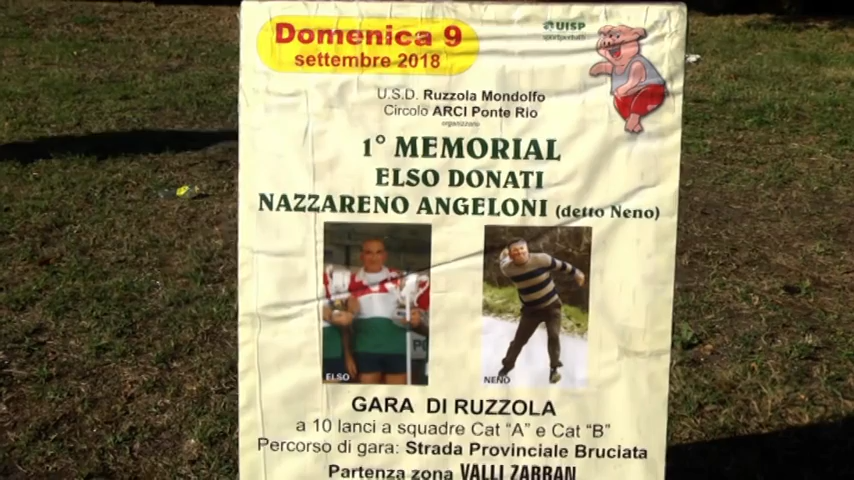 Domenica 9
settembre 2018
UISP
sportpertutti
U.S.D. Ruzzola Mondolfo
Circolo ARCI Ponte Rio
organizzano
1° MEMORIAL
ELSO DONATI
NAZZARENO ANGELONI (detto Neno)
ELSO
NENO
GARA DI RUZZOLA
a 10 lanci a squadre Cat “A” e Cat “B”
Percorso di gara: Strada Provinciale Bruciata
Partenza zona VALLI ZABBAN